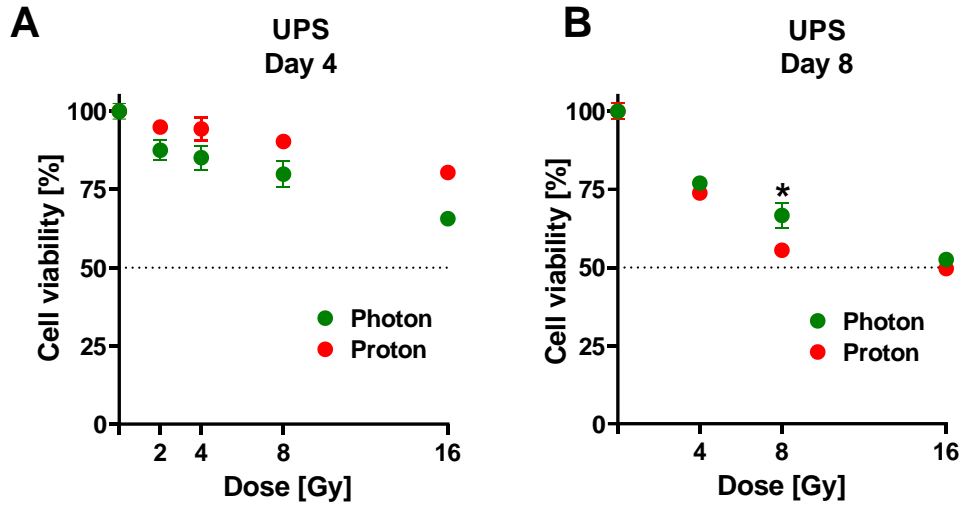 A
UPS
Day 4
Cell viability [%]
100
75
50
25
0
Photon
Proton
2
4
8
16
Dose [Gy]
B
UPS
Day 8
*
Cell viability [%]
100
75
50
25
0
Photon
Proton
4
8
16
Dose [Gy]